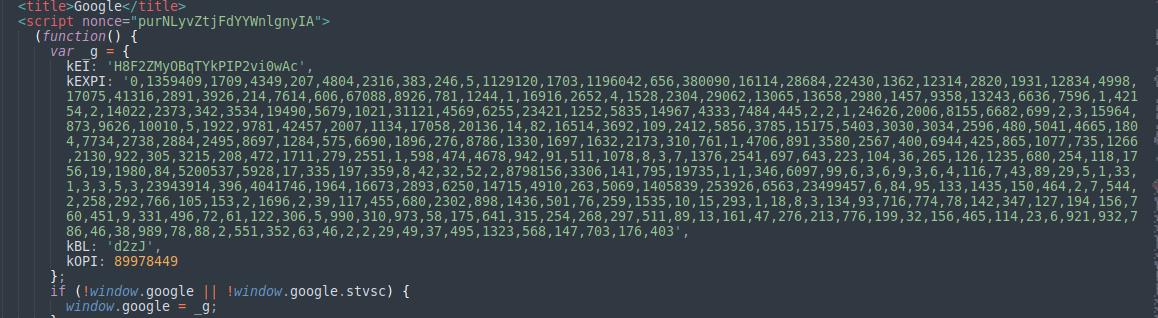 <title>Google</title>
<script nonce="purNLyvZtjFdYYWnlgnyIA">
(function() {
var _g = {
kEI: 'H8F2ZMyOBqTYkPIP2vi0wAc',
kEXPI: '0,1359409,1709,4349,207,4804,2316,383,246,5,1129120,1703,1196042,656,380090,16114,28684,22430,1362,12314,2820,1931,12834,4998,
17075,41316,2891,3926,214,7614,606,67088,8926,781,1244,1,16916,2652,4,1528,2304,29062,13065,13658,2980,1457,9358,13243,6636,7596,1,421
54,2,14022,2373,342,3534,19490,5679,1021,31121,4569,6255,23421,1252,5835,14967,4333,7484,445,2,2,1,24626,2006,8155,6682,699,2,3,15964,
873,9626,10010,5,1922,9781,42457,2007,1134,17058,20136,14,82,16514,3692,109,2412,5856,3785,15175,5403,3030,3034,2596,480,5041,4665,180
4,7734,2738,2884,2495,8697,1284,575,6690,1896,276,8786,1330,1697,1632,2173,310,761,1,4706,891,3580,2567,400,6944,425,865,1077,735,1266
,2130,922,305,3215,208,472,1711,279,2551,1,598,474,4678,942,91,511,1078,8,3,7,1376,2541,697,643,223,104,36,265,126,1235,680,254,118,17
56,19,1980,84,5200537,5928,17,335,197,359,8,42,32,52,2,8798156,3306,141,795,19735,1,1,346,6097,99,6,3,6,9,3,6,4,116,7,43,89,29,5,1,33,
1,3,3,5,3,23943914,396,4041746,1964,16673,2893,6250,14715,4910,263,5069,1405839,253926,6563,23499457,6,84,95,133,1435,150,464,2,7,544,
2,258,292,766,105,153,2,1696,2,39,117,455,680,2302,898,1436,501,76,259,1535,10,15,293,1,18,8,3,134,93,716,774,78,142,347,127,194,156,7
60,451,9,331,496,72,61,122,306,5,990,310,973,58,175,641,315,254,268,297,511,89,13,161,47,276,213,776,199,32,156,465,114,23,6,921,932,7
86,46,38,989,78,88,2,551,352,63,46,2,2,29,49,37,495,1323,568,147,703,176,403',
kBL: 'd2zJ',
kOPI: 89978449
};
if (!window.google || !window.google.stvsc) {
window.google = _g;